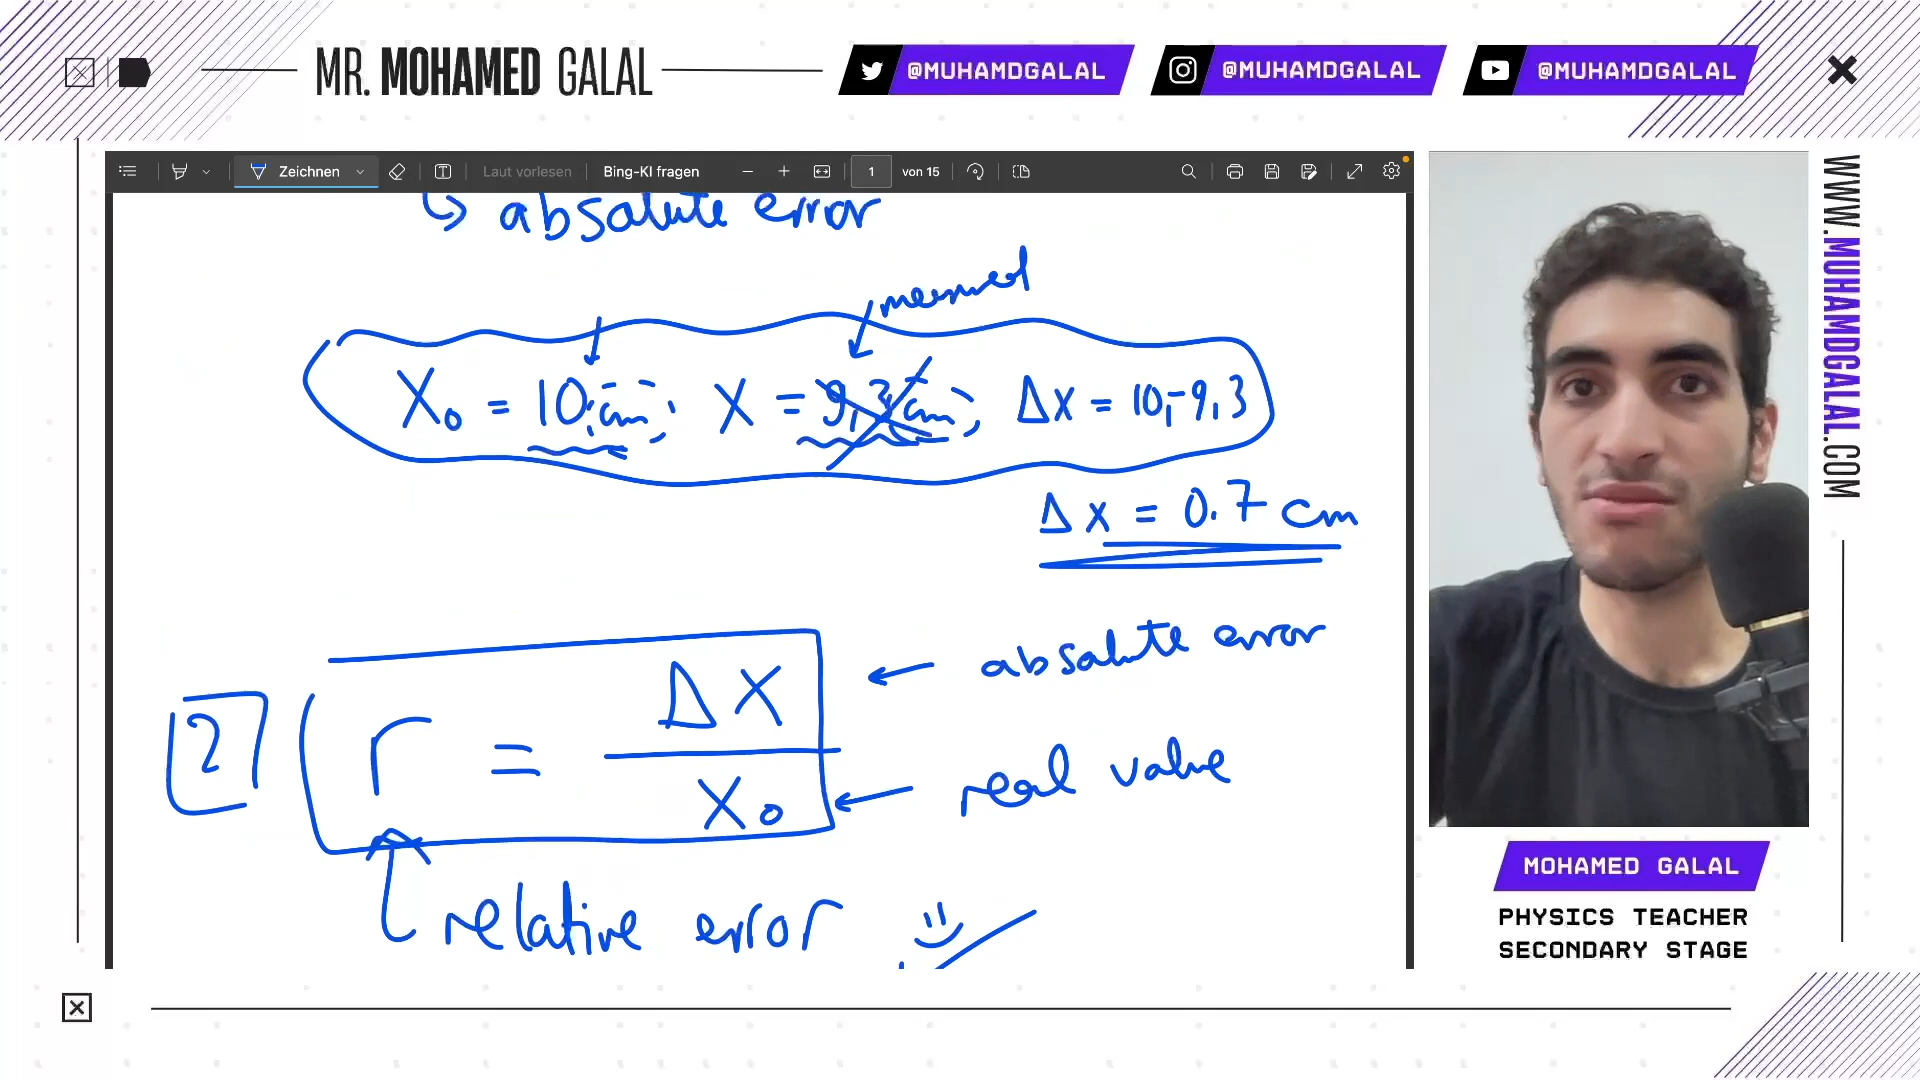 MR. MOHAMED GALAL
@MUHAMDGALAL
@MUHAMDGALAL
@MUHAMDGALAL
Zeichnen
Laut vorlesen
Bing-KI fragen
1
von 15
absolute error
measured
X₀ = 10 cm ; X = 9,3 cm ; ΔX = 10 - 9,3
Δx = 0.7 cm
2
r = ΔX / X₀
absolute error
real value
relative error
WWW.MUHAMDGALAL.COM
MOHAMED GALAL
PHYSICS TEACHER
SECONDARY STAGE